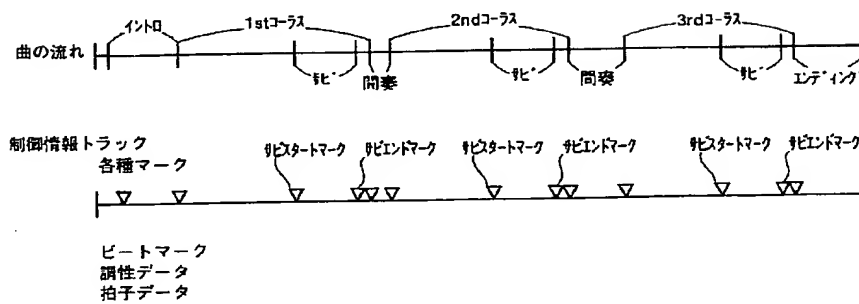 イントロ 1stコーラス 2ndコーラス 3rdコーラス
曲の流れ
サビ 間奏 サビ 間奏 サビ エンディング
制御情報トラック
各種マーク
サビスタートマーク サビエンドマーク サビスタートマーク サビエンドマーク サビスタートマーク サビエンドマーク
ビートマーク
調性データ
拍子データ